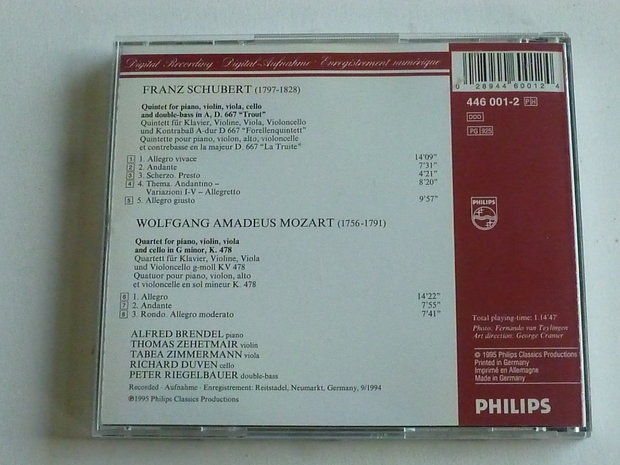 Digital Recording · Digital-Aufnahme · Enregistrement numérique
FRANZ SCHUBERT (1797-1828)
Quintet for piano, violin, viola, cello
and double-bass in A, D. 667 "Trout"
Quintett für Klavier, Violine, Viola, Violoncello
und Kontrabaß A-dur D 667 "Forellenquintett"
Quintette pour piano, violon, alto, violoncelle
et contrebasse en la majeur D. 667 "La Truite"
1 1. Allegro vivace 14'09"
2 2. Andante 7'31"
3 3. Scherzo. Presto 4'21"
4 4. Thema. Andantino – 8'20"
Variazioni I-V – Allegretto
5 5. Allegro giusto 9'57"
WOLFGANG AMADEUS MOZART (1756-1791)
Quartet for piano, violin, viola
and cello in G minor, K. 478
Quartett für Klavier, Violine, Viola
und Violoncello g-moll KV 478
Quatuor pour piano, violon, alto
et violoncelle en sol mineur K. 478
6 1. Allegro 14'22"
7 2. Andante 7'55"
8 3. Rondo. Allegro moderato 7'41"
ALFRED BRENDEL piano
THOMAS ZEHETMAIR violin
TABEA ZIMMERMANN viola
RICHARD DUVEN cello
PETER RIEGELBAUER double-bass
Recorded · Aufnahme · Enregistrement: Reitstadel, Neumarkt, Germany, 9/1994
℗1995 Philips Classics Productions
0 28944 60012 4
446 001-2 PH
DDD
PG 925
PHILIPS
Total playing-time: 1.14'47"
Photo: Fernando van Teylingen
Art direction: George Cramer
© 1995 Philips Classics Productions
Printed in Germany
Imprimé en Allemagne
Made in Germany
PHILIPS